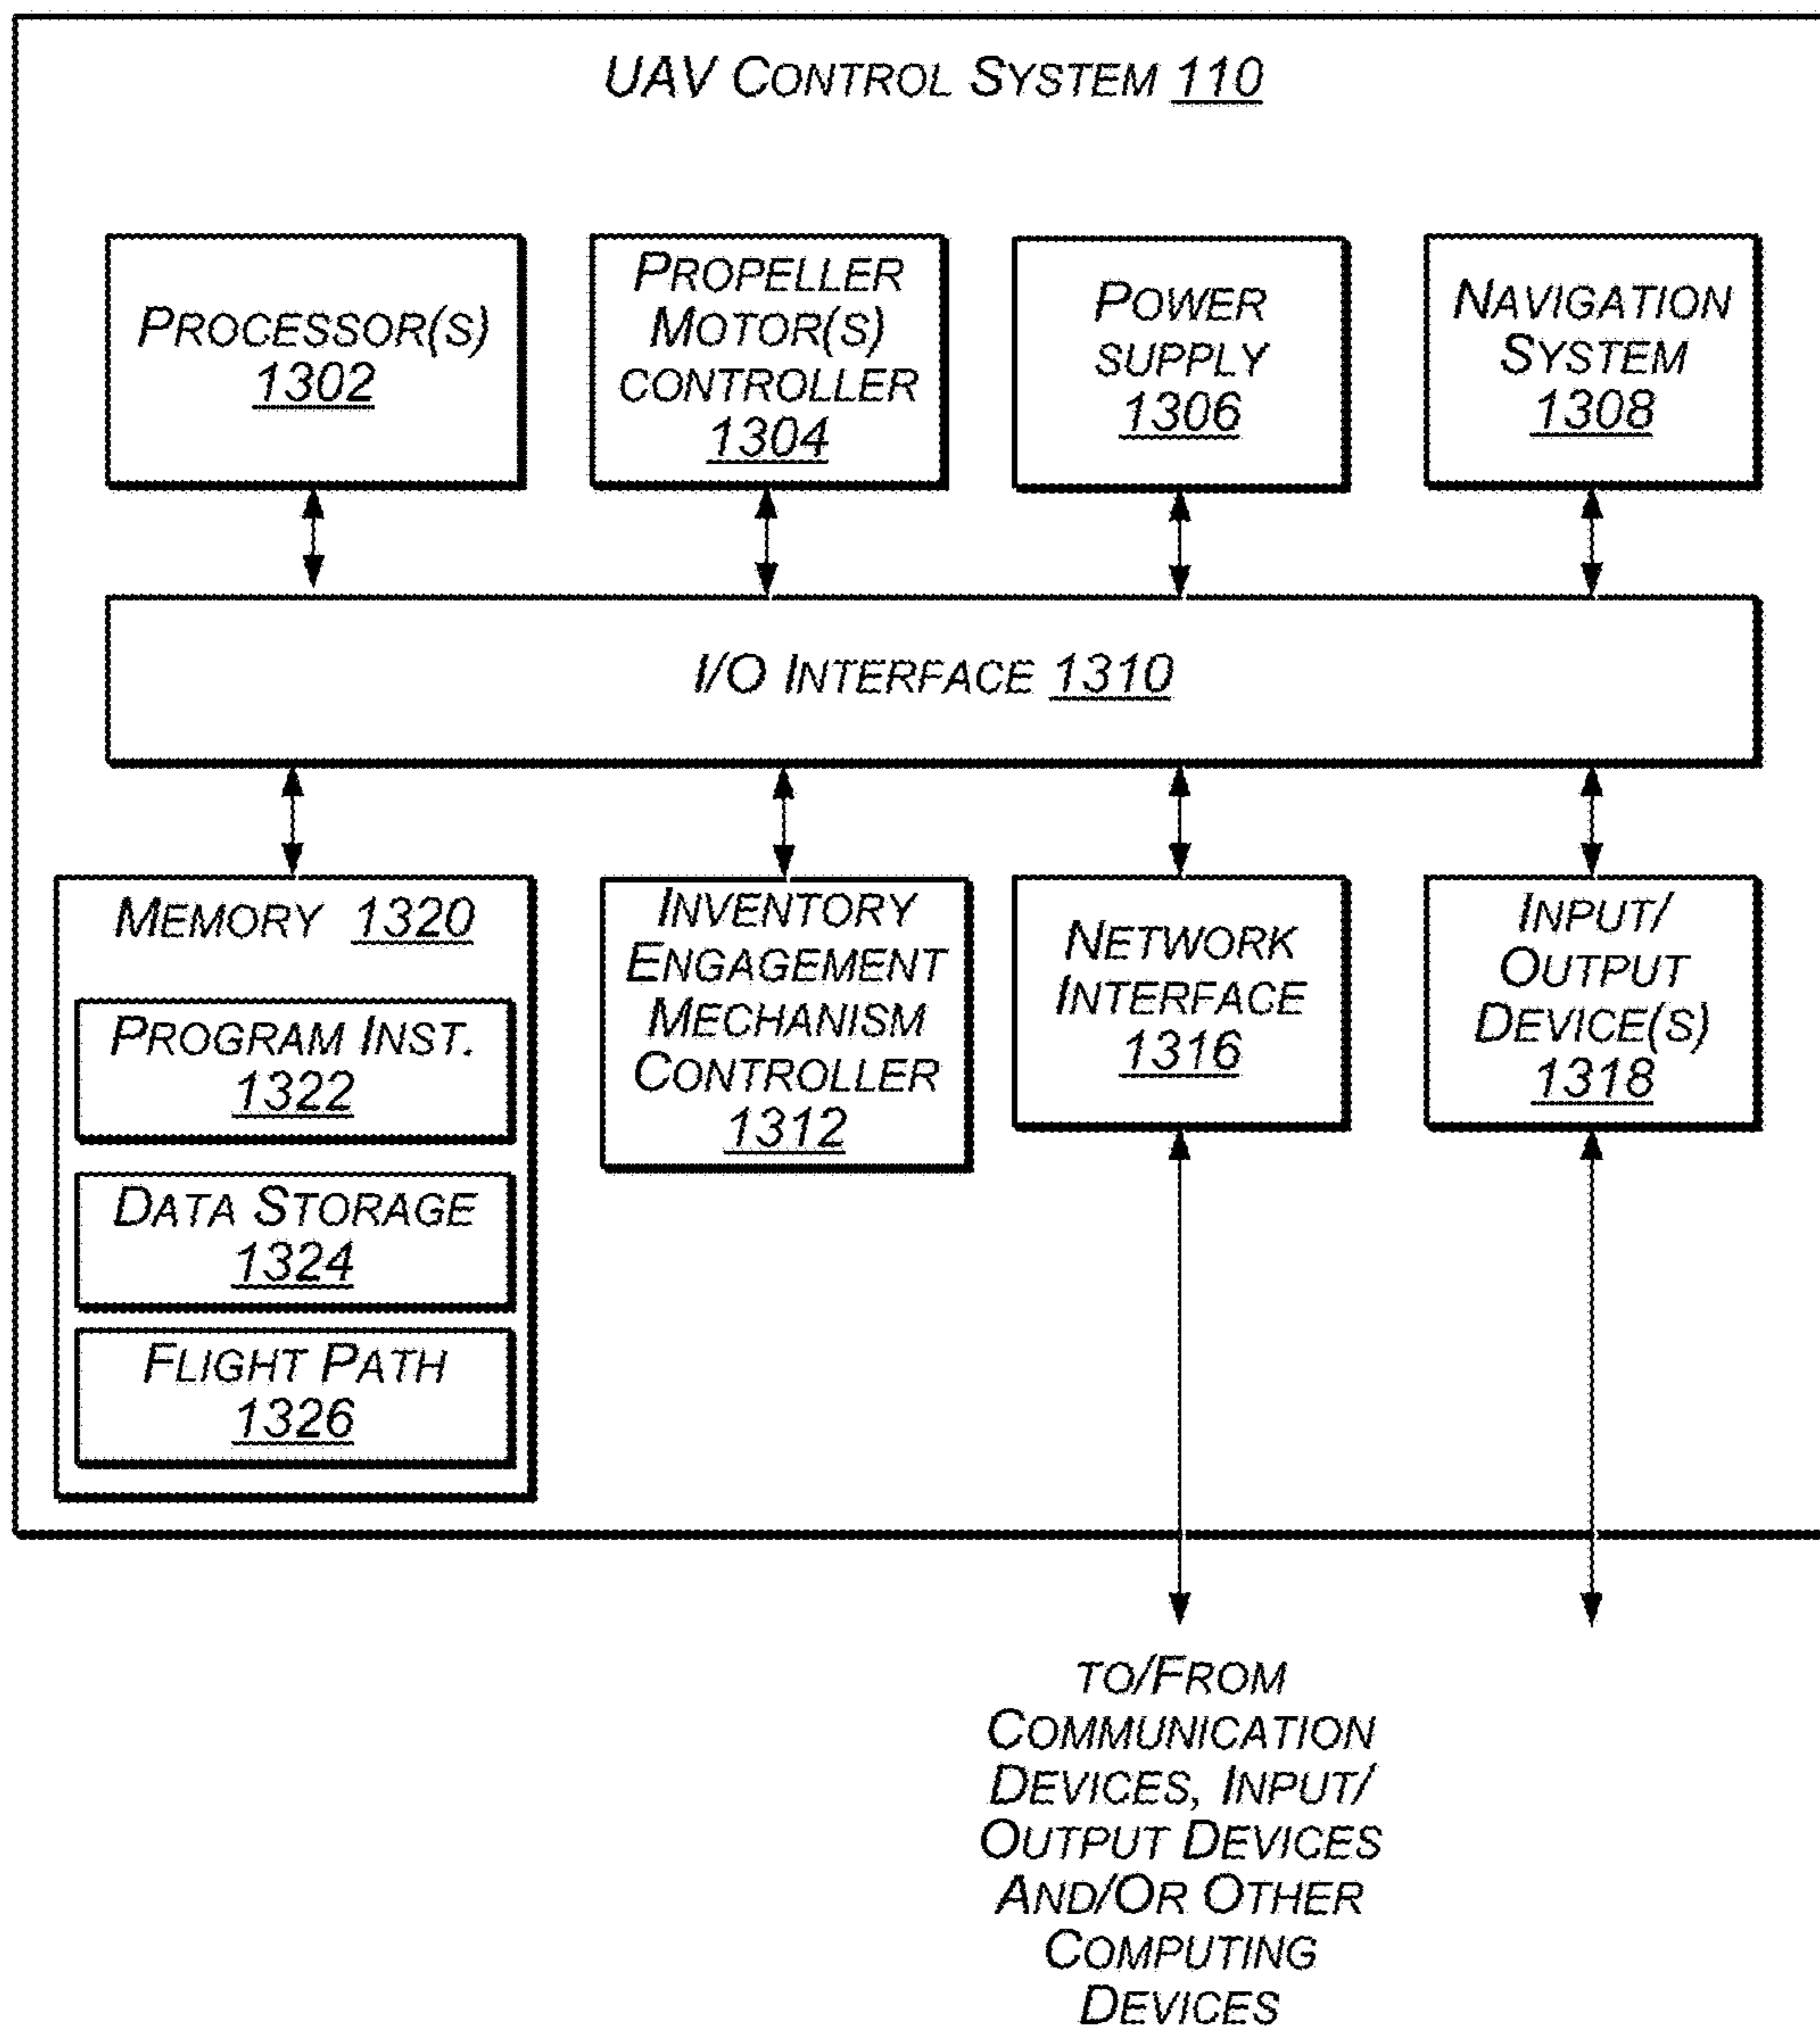 UAV CONTROL SYSTEM 110
PROCESSOR(S)
1302
PROPELLER
MOTOR(S)
CONTROLLER
1304
POWER
SUPPLY
1306
NAVIGATION
SYSTEM
1308
I/O INTERFACE 1310
MEMORY 1320
PROGRAM INST.
1322
DATA STORAGE
1324
FLIGHT PATH
1326
INVENTORY
ENGAGEMENT
MECHANISM
CONTROLLER
1312
NETWORK
INTERFACE
1316
INPUT/
OUTPUT
DEVICE(S)
1318
TO/FROM
COMMUNICATION
DEVICES, INPUT/
OUTPUT DEVICES
AND/OR OTHER
COMPUTING
DEVICES